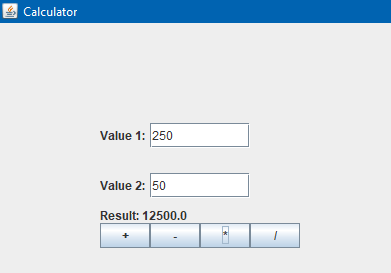 Calculator
Value 1: 250
Value 2: 50
Result: 12500.0
+ - * /